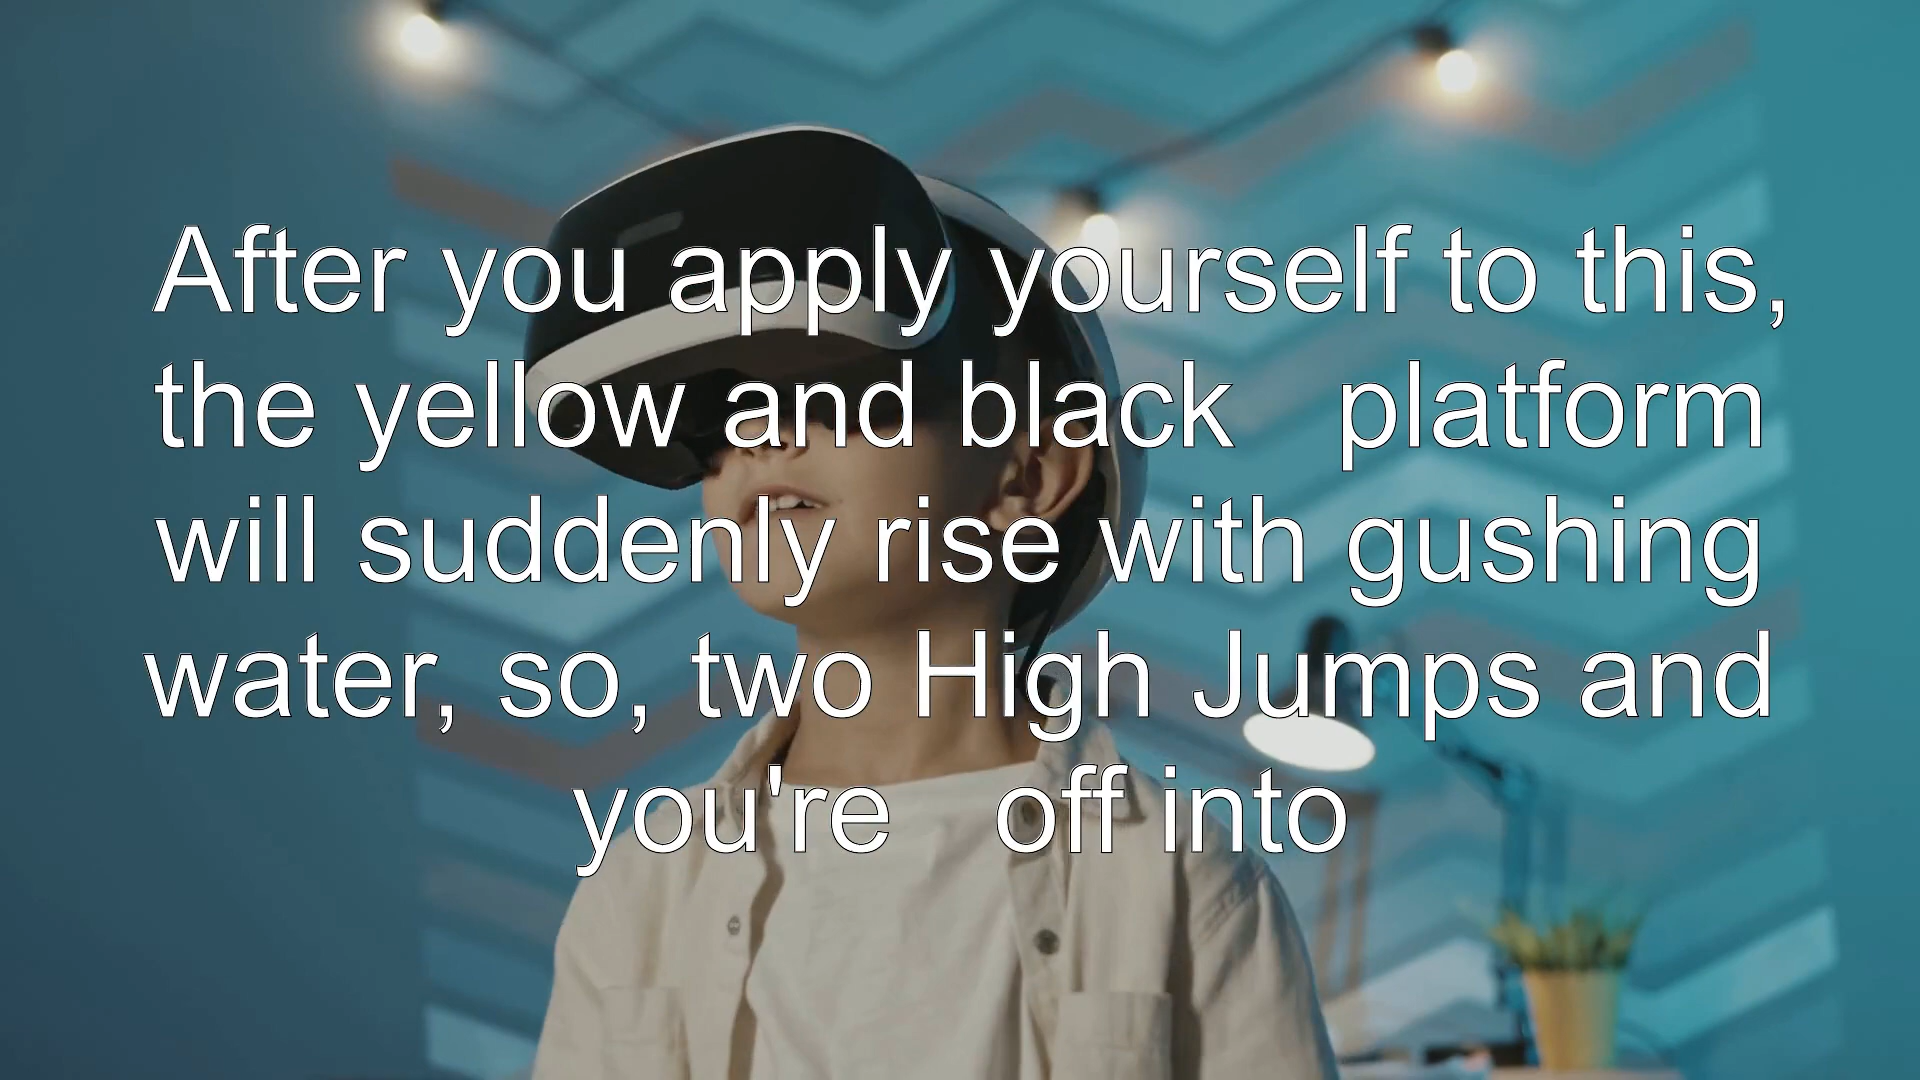 After you apply yourself to this,
the yellow and black   platform
will suddenly rise with gushing
water, so, two High Jumps and
you're   off into